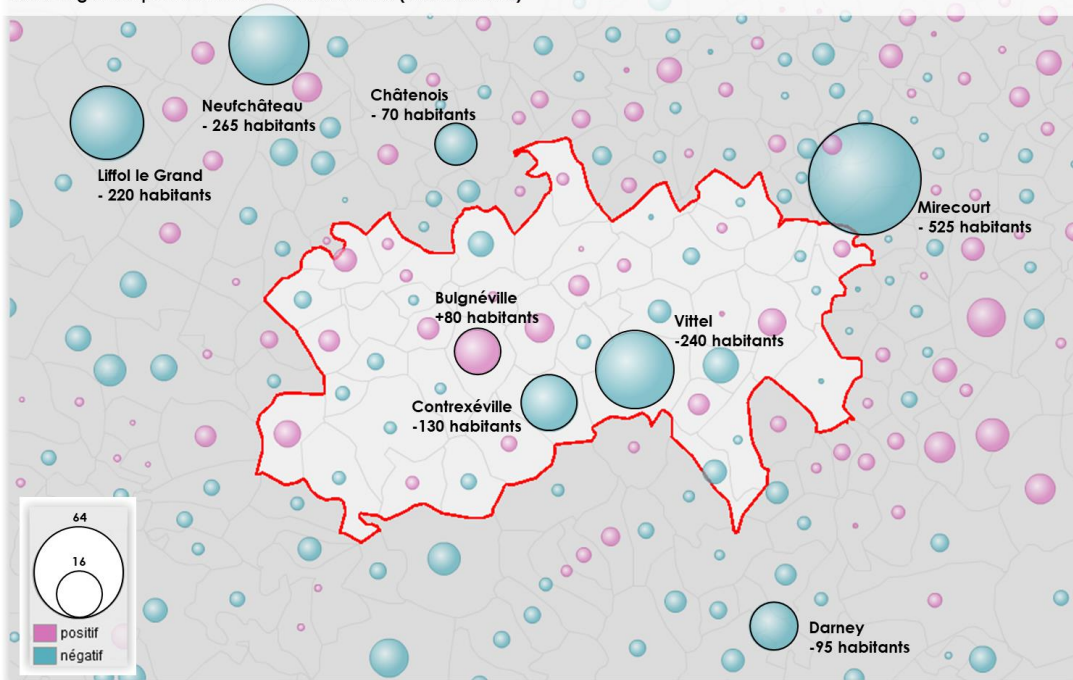 Neufchâteau
- 265 habitants
Châtenois
- 70 habitants
Liffol le Grand
- 220 habitants
Mirecourt
- 525 habitants
Bulgnéville
+80 habitants
Vittel
-240 habitants
Contrexéville
-130 habitants
64
16
positif
négatif
Darney
-95 habitants